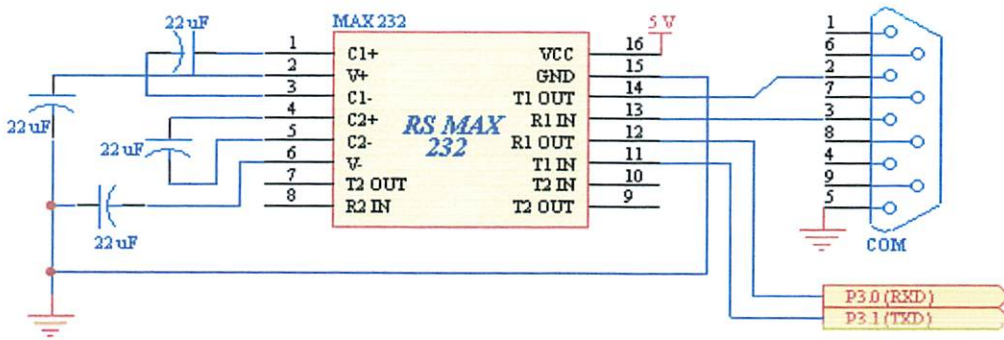 22 uF
MAX 232
5 V
1
C1+
VCC
16
2
V+
GND
15
3
C1-
T1 OUT
14
4
C2+
R1 IN
13
5
C2-
R1 OUT
12
6
V-
T1 IN
11
7
T2 OUT
T2 IN
10
8
R2 IN
T2 OUT
9
RS MAX
232
22 uF
22 uF
22 uF
1
6
2
7
3
8
4
9
5
COM
P3.0 (RXD)
P3.1 (TXD)